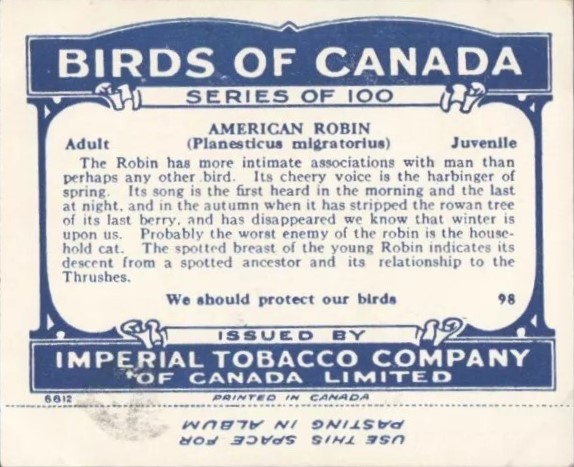 BIRDS OF CANADA
SERIES OF 100
AMERICAN ROBIN
Adult (Planesticus migratorius) Juvenile
The Robin has more intimate associations with man than
perhaps any other bird. Its cheery voice is the harbinger of
spring. Its song is the first heard in the morning and the last
at night, and in the autumn when it has stripped the rowan tree
of its last berry, and has disappeared we know that winter is
upon us. Probably the worst enemy of the robin is the house-
hold cat. The spotted breast of the young Robin indicates its
descent from a spotted ancestor and its relationship to the
Thrushes.
We should protect our birds 98
ISSUED BY
IMPERIAL TOBACCO COMPANY
OF CANADA LIMITED
6612 PRINTED IN CANADA
USE THIS SPACE FOR
PASTING IN ALBUM